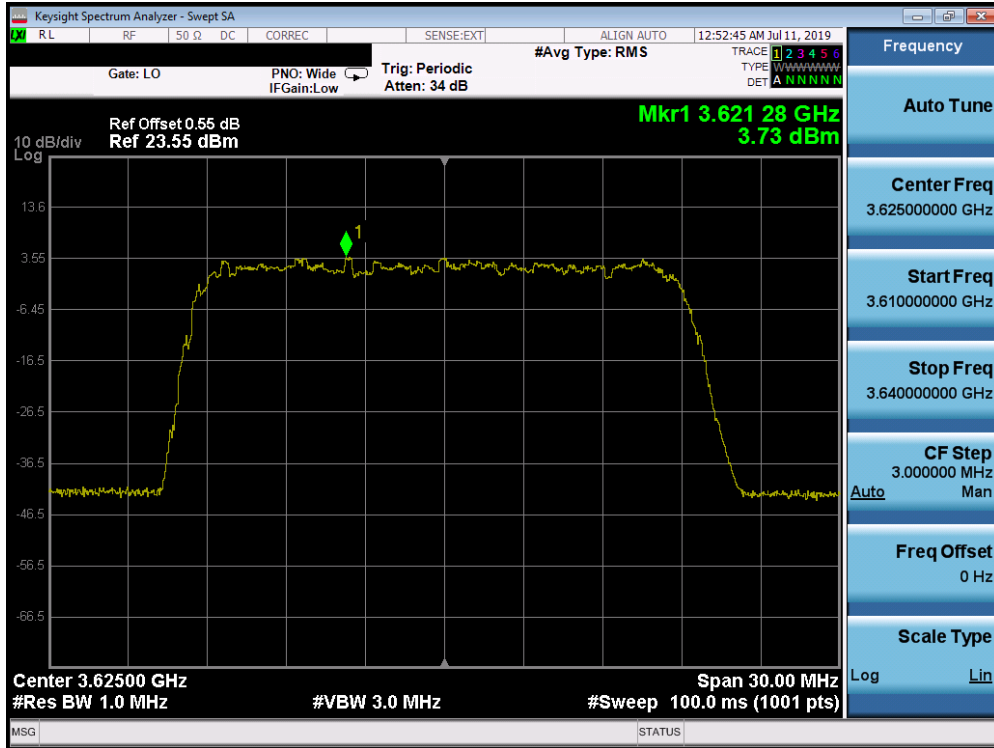 Keysight Spectrum Analyzer - Swept SA
LXI RL RF 50 Ω DC CORREC SENSE:EXT ALIGN AUTO 12:52:45 AM Jul 11, 2019
Gate: LO
PNO: Wide
IFGain:Low
Trig: Periodic
Atten: 34 dB
#Avg Type: RMS
TRACE 1 2 3 4 5 6
TYPE WWWWWW
DET A N N N N N
Mkr1 3.621 28 GHz
3.73 dBm
Ref Offset 0.55 dB
10 dB/div Ref 23.55 dBm
Log
1
13.6
3.55
-6.45
-16.5
-26.5
-36.5
-46.5
-56.5
-66.5
Center 3.62500 GHz
Span 30.00 MHz
#Res BW 1.0 MHz
#VBW 3.0 MHz
#Sweep 100.0 ms (1001 pts)
MSG
STATUS
Frequency
Auto Tune
Center Freq
3.625000000 GHz
Start Freq
3.610000000 GHz
Stop Freq
3.640000000 GHz
CF Step
3.000000 MHz
Auto Man
Freq Offset
0 Hz
Scale Type
Log Lin